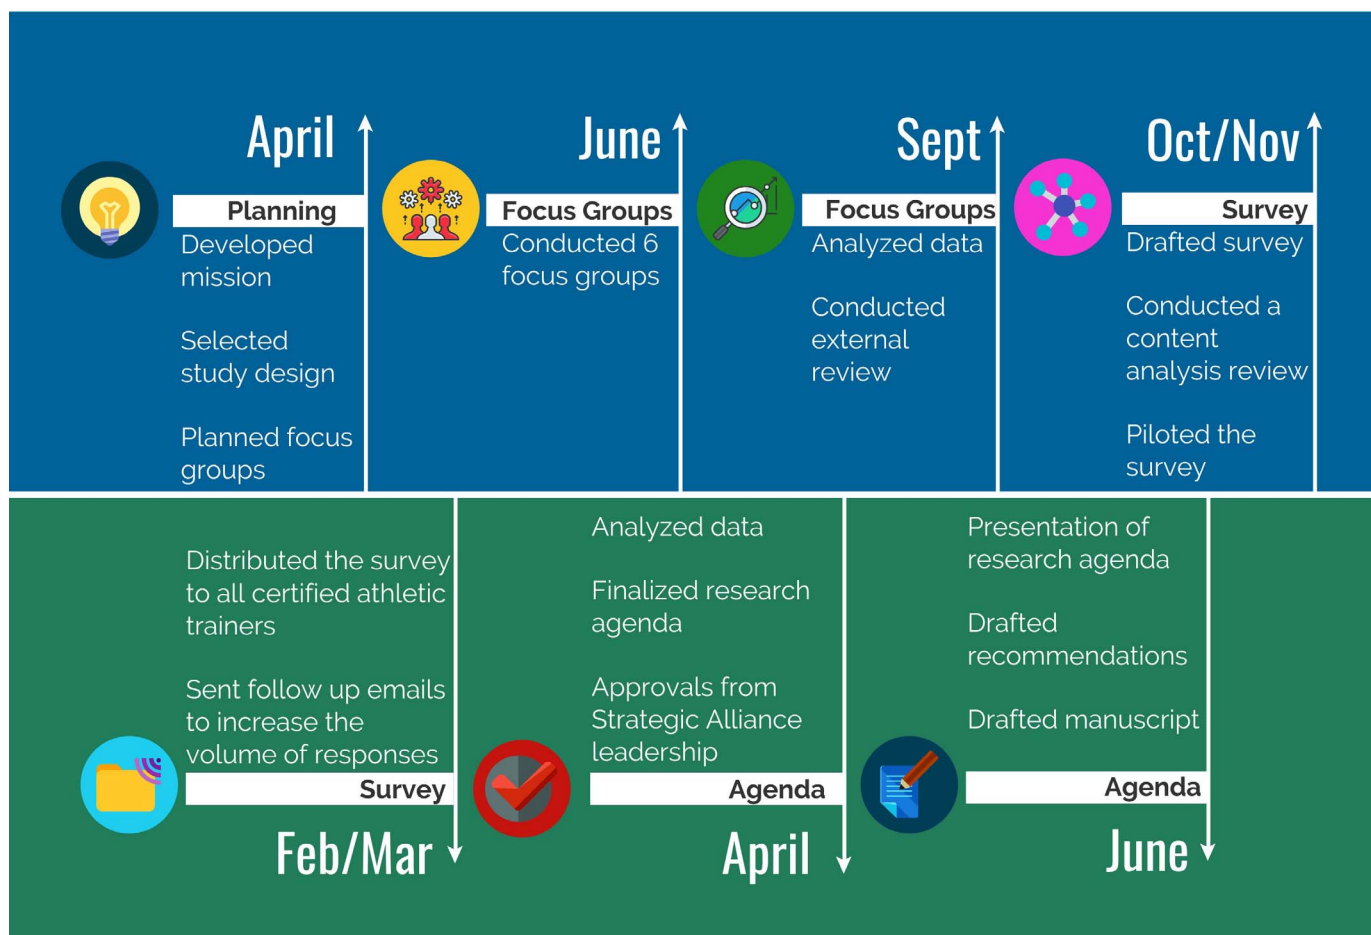 April
Planning
Developed
mission
Selected
study design
Planned focus
groups
June
Focus Groups
Conducted 6
focus groups
Sept
Focus Groups
Analyzed data
Conducted
external
review
Oct/Nov
Survey
Drafted survey
Conducted a
content
analysis review
Piloted the
survey
Distributed the survey
to all certified athletic
trainers
Sent follow up emails
to increase the
volume of responses
Survey
Feb/Mar
Analyzed data
Finalized research
agenda
Approvals from
Strategic Alliance
leadership
Agenda
April
Presentation of
research agenda
Drafted
recommendations
Drafted manuscript
Agenda
June